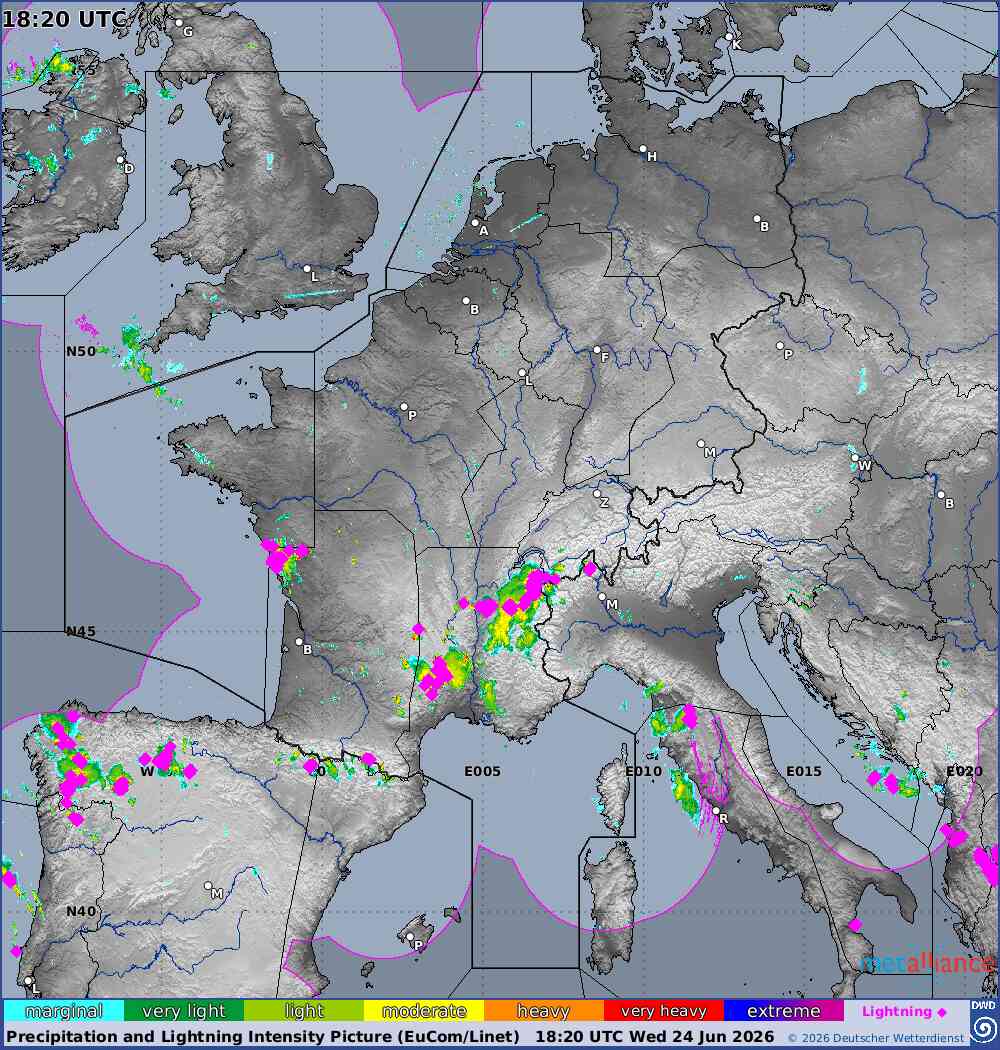 18:20 UTC
G
K
55
D
H
A
B
L
B
N50
P
F
L
P
M
W
B
Z
M
N45
B
W
0
E005
E010
E015
E020
R
M
N40
P
L
metalliance
marginal very light light moderate heavy very heavy extreme Lightning
DWD
Precipitation and Lightning Intensity Picture (EuCom/Linet) 18:20 UTC Wed 24 Jun 2026 © 2026 Deutscher Wetterdienst